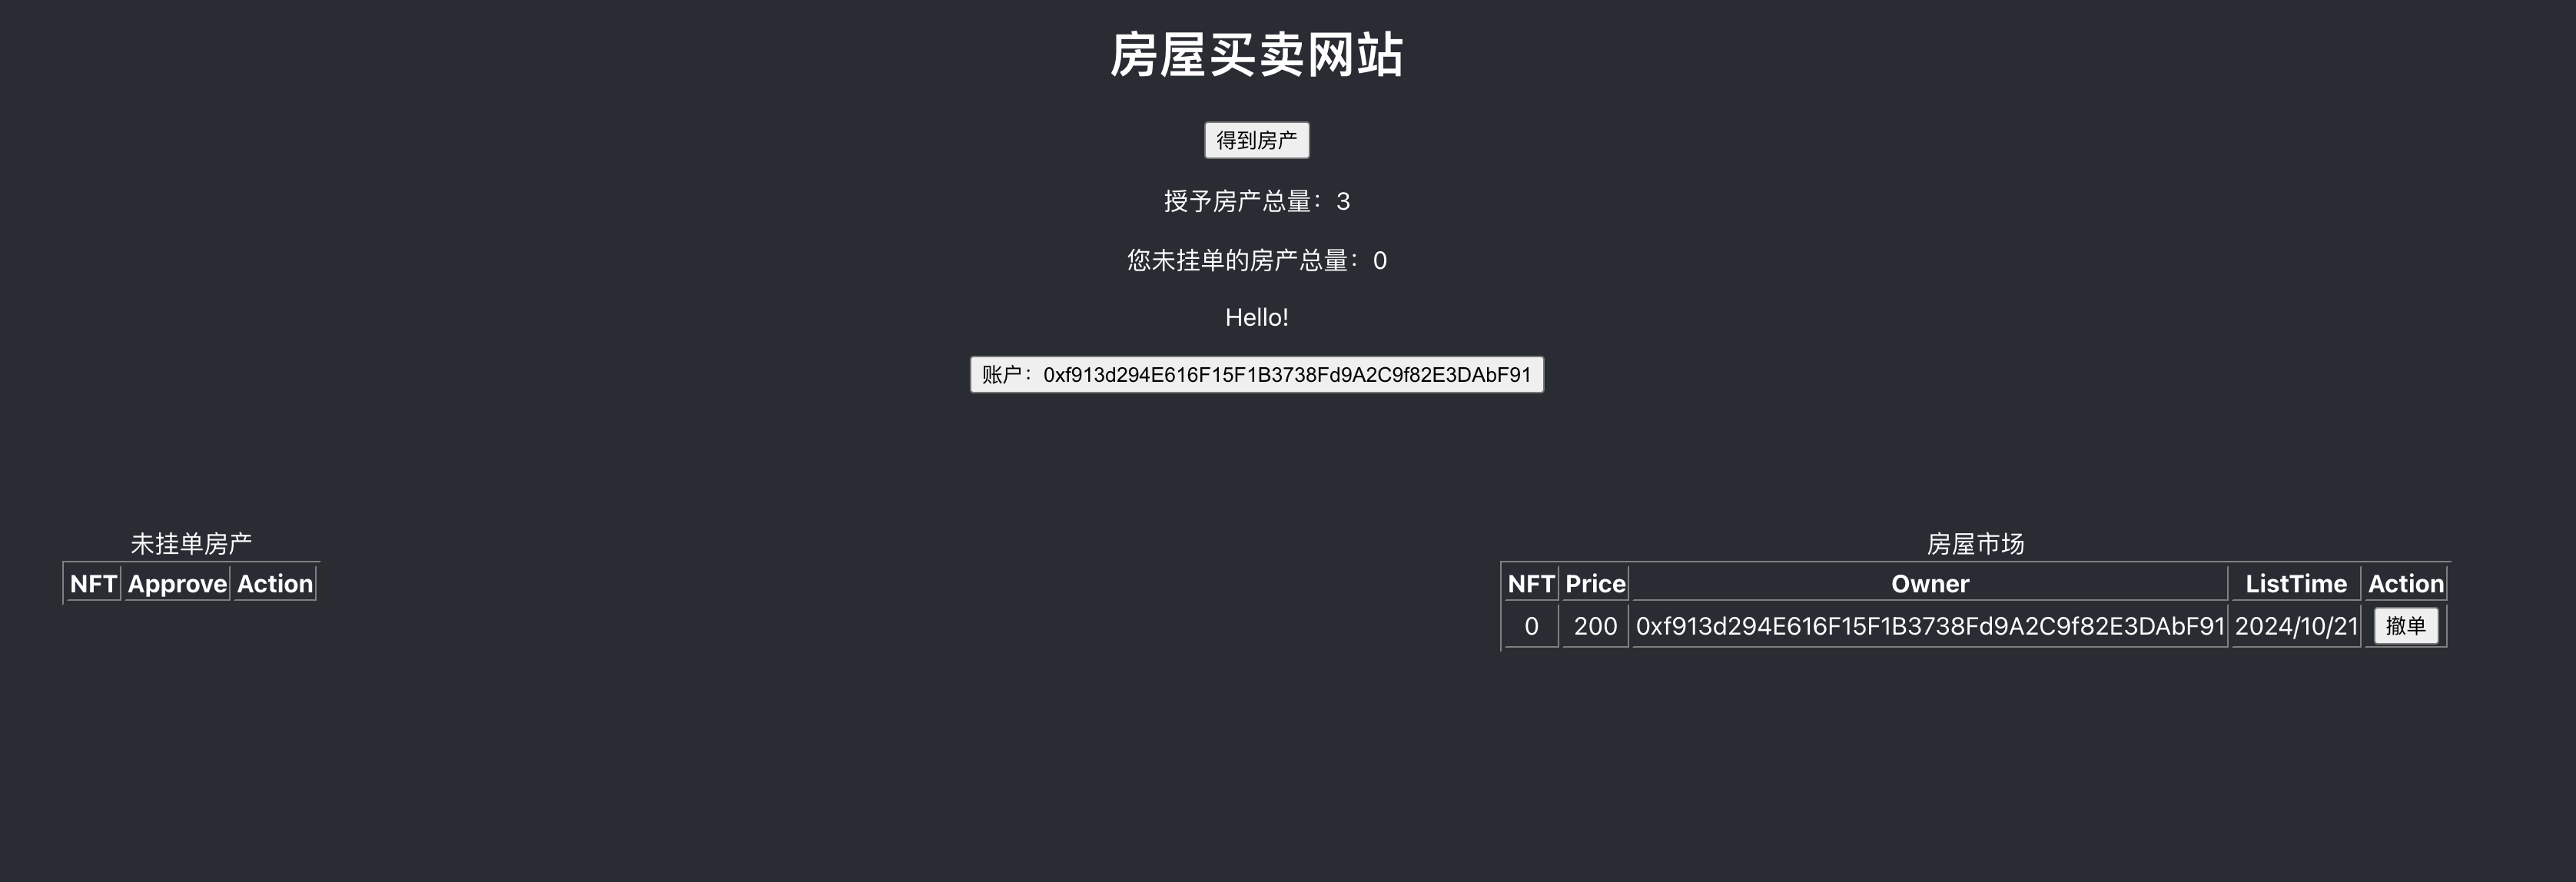 房屋买卖网站
得到房产
授予房产总量：3
您未挂单的房产总量：0
Hello!
账户：0xf913d294E616F15F1B3738Fd9A2C9f82E3DAbF91
未挂单房产
NFT Approve Action
房屋市场
NFT Price Owner ListTime Action
0 200 0xf913d294E616F15F1B3738Fd9A2C9f82E3DAbF91 2024/10/21 撤单